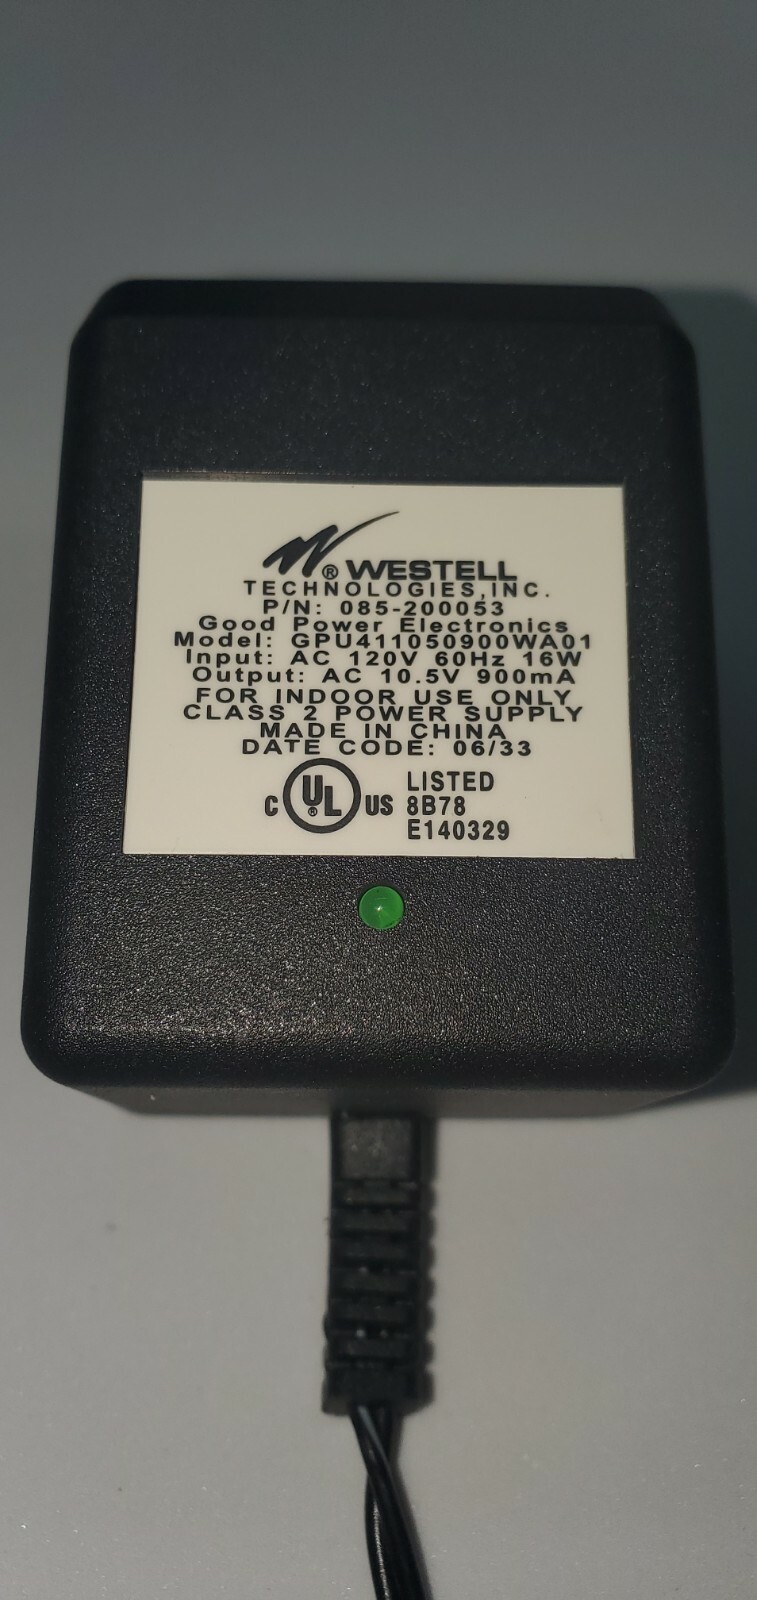 ® WESTELL
TECHNOLOGIES,INC.
P/N: 085-200053
Good Power Electronics
Model: GPU411050900WA01
Input: AC 120V 60Hz 16W
Output: AC 10.5V 900mA
FOR INDOOR USE ONLY
CLASS 2 POWER SUPPLY
MADE IN CHINA
DATE CODE: 06/33
C UL ® US LISTED
8B78
E140329